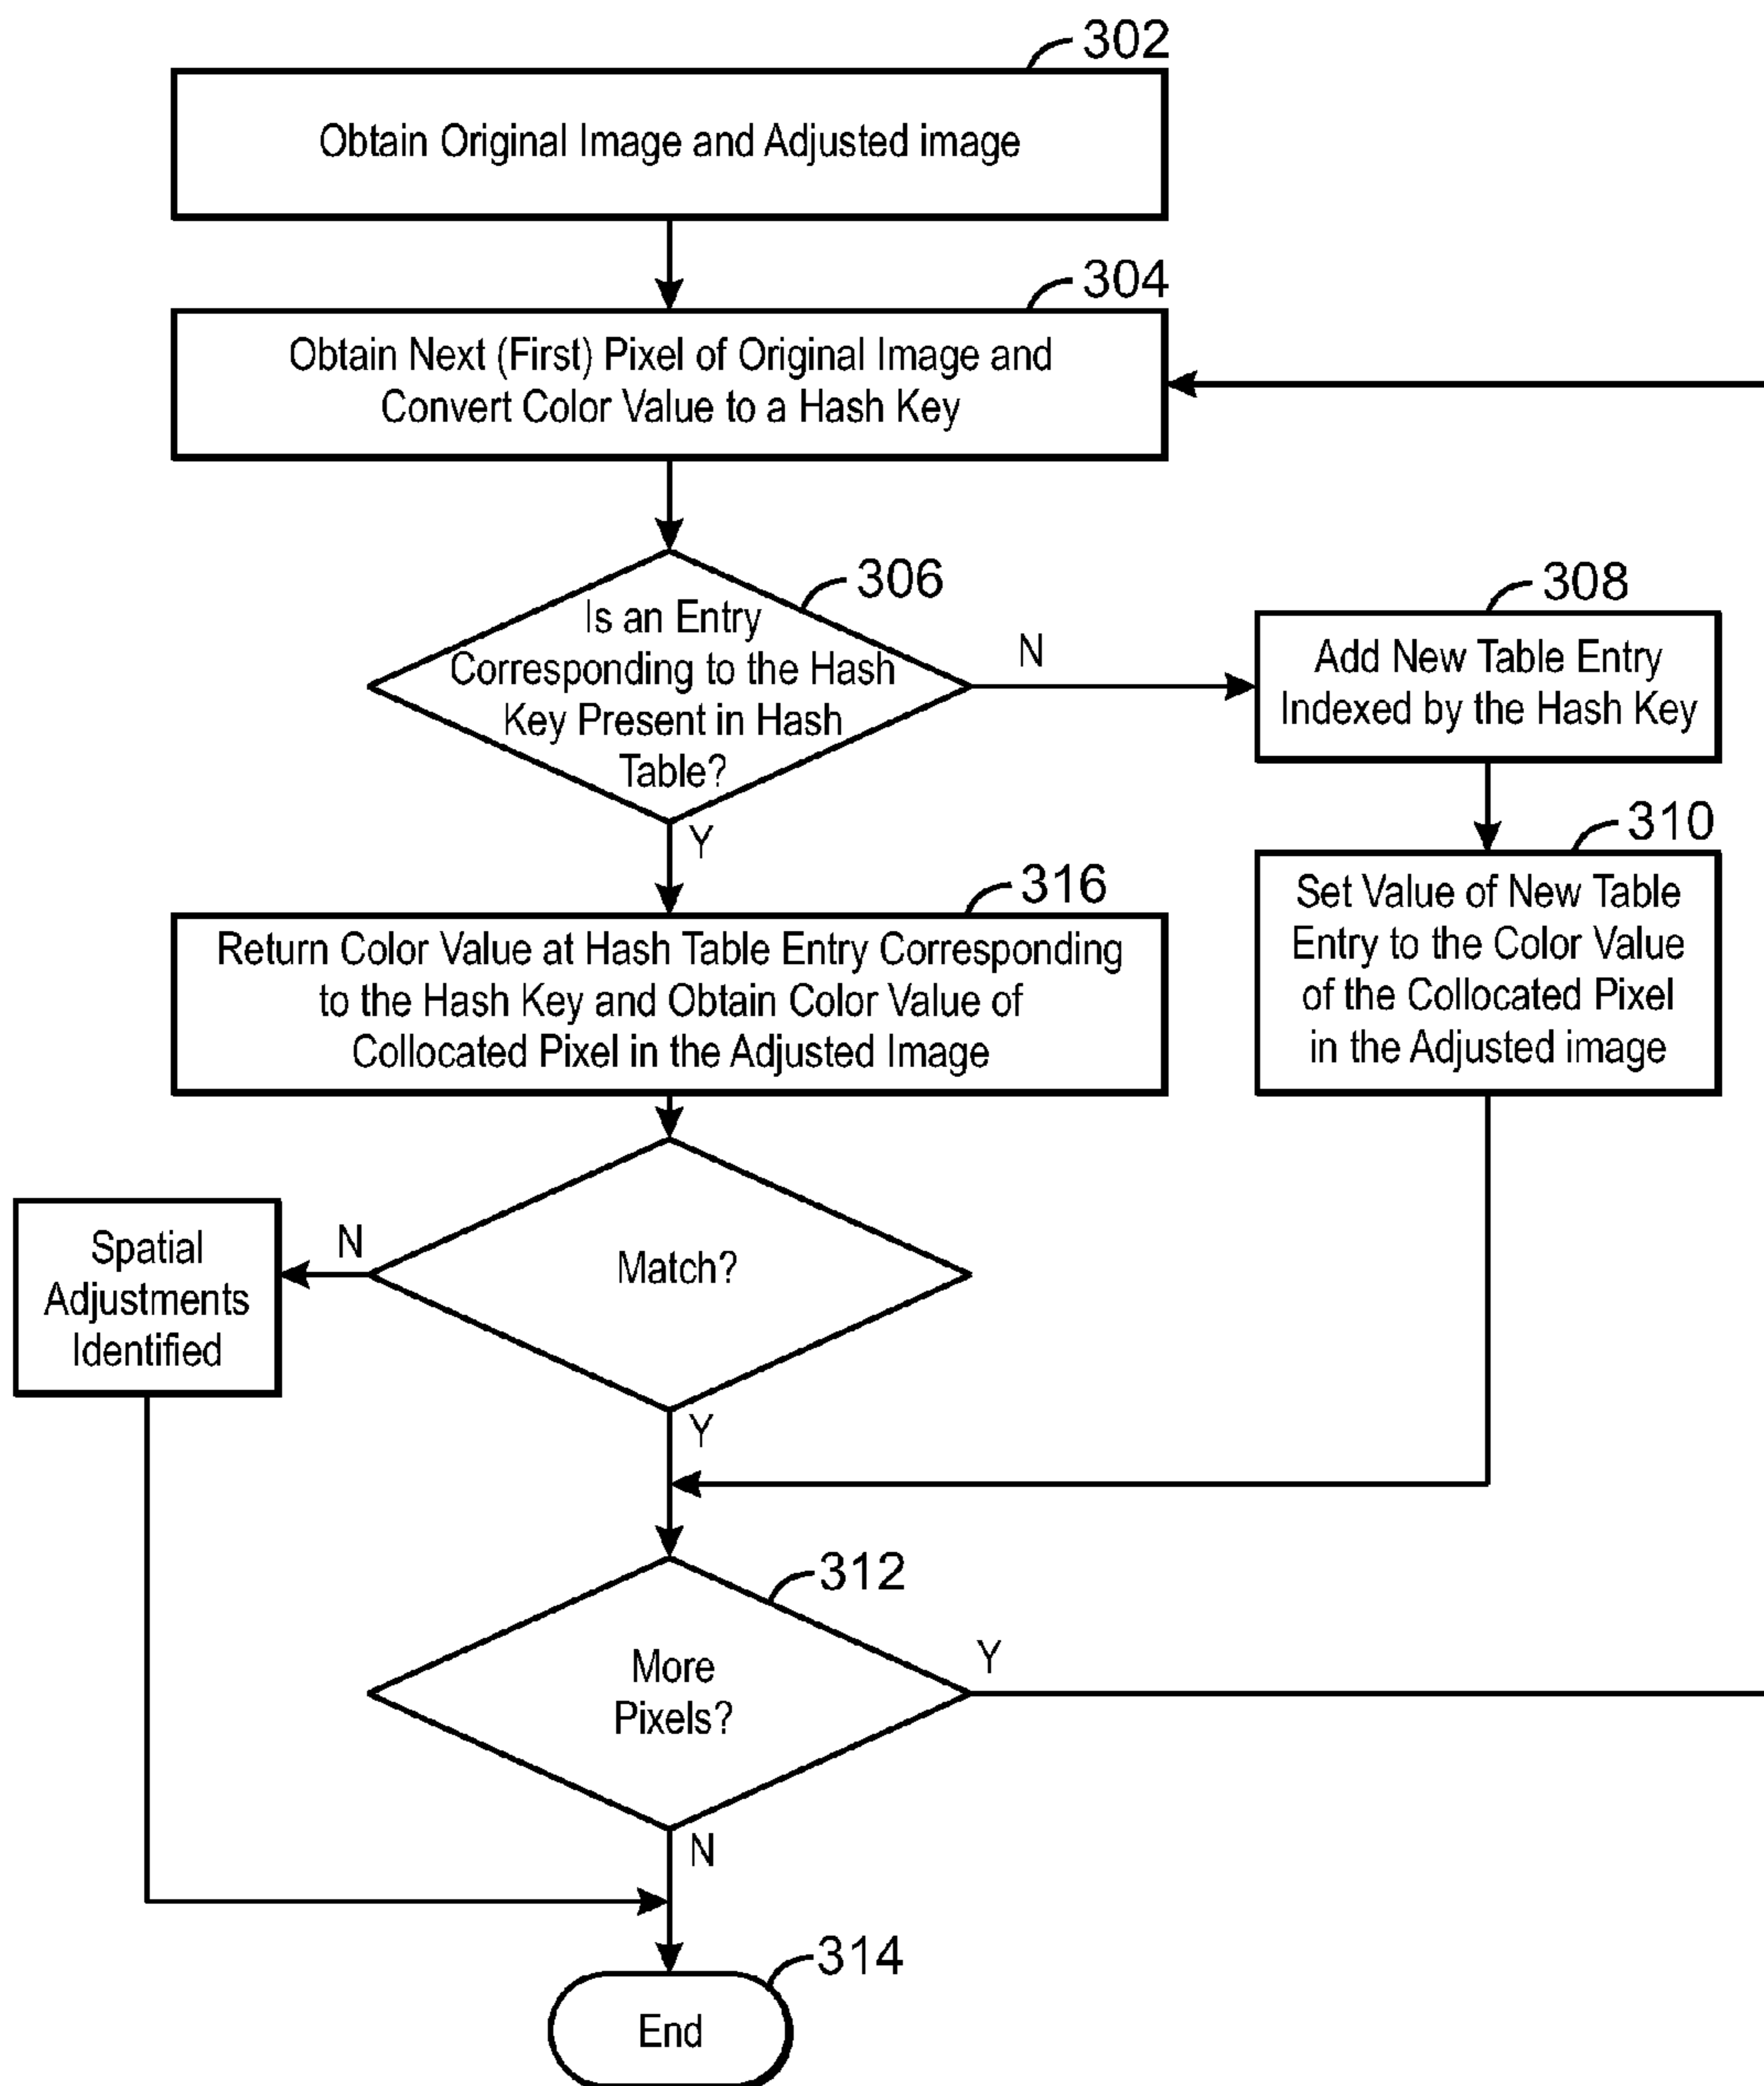 302
Obtain Original Image and Adjusted image
304
Obtain Next (First) Pixel of Original Image and
Convert Color Value to a Hash Key
306
Is an Entry
Corresponding to the Hash
Key Present in Hash
Table?
N
Y
308
Add New Table Entry
Indexed by the Hash Key
310
Set Value of New Table
Entry to the Color Value
of the Collocated Pixel
in the Adjusted image
316
Return Color Value at Hash Table Entry Corresponding
to the Hash Key and Obtain Color Value of
Collocated Pixel in the Adjusted Image
Match?
N
Spatial
Adjustments
Identified
Y
312
More
Pixels?
Y
N
314
End